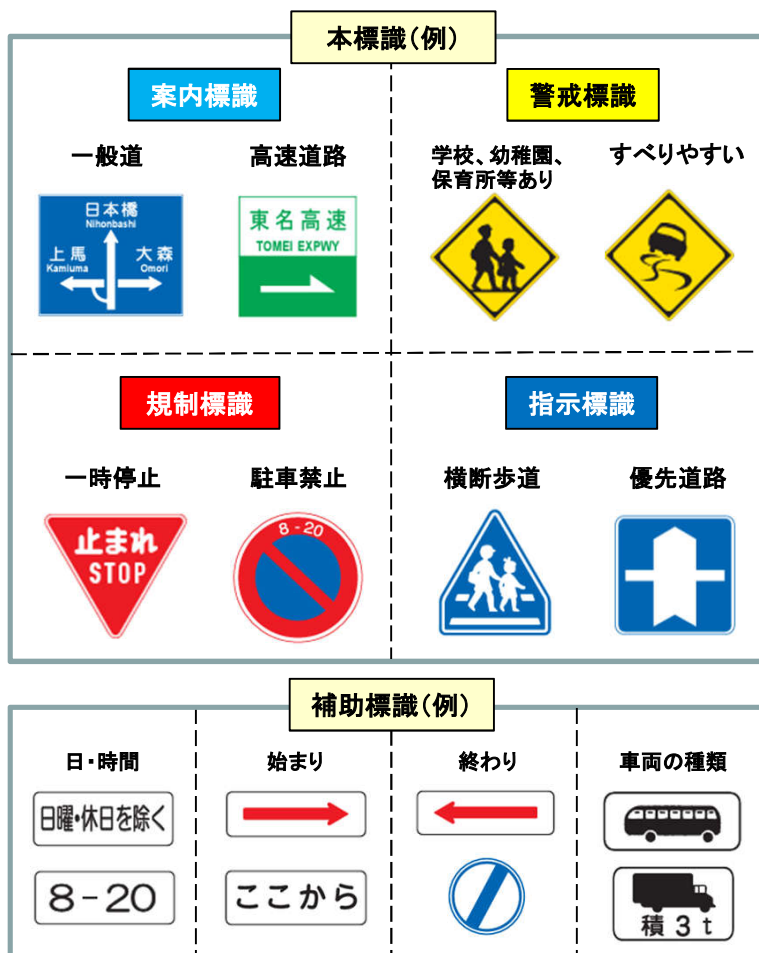 本標識(例)
案内標識
一般道
高速道路
日本橋
Nihonbashi
上馬
Kamiuma
大森
Omori
東名高速
TOMEI EXPWY
警戒標識
学校、幼稚園、
保育所等あり
すべりやすい
規制標識
一時停止
駐車禁止
止まれ
STOP
8-20
指示標識
横断歩道
優先道路
補助標識(例)
日・時間
日曜・休日を除く
8-20
始まり
ここから
終わり
車両の種類
積3t